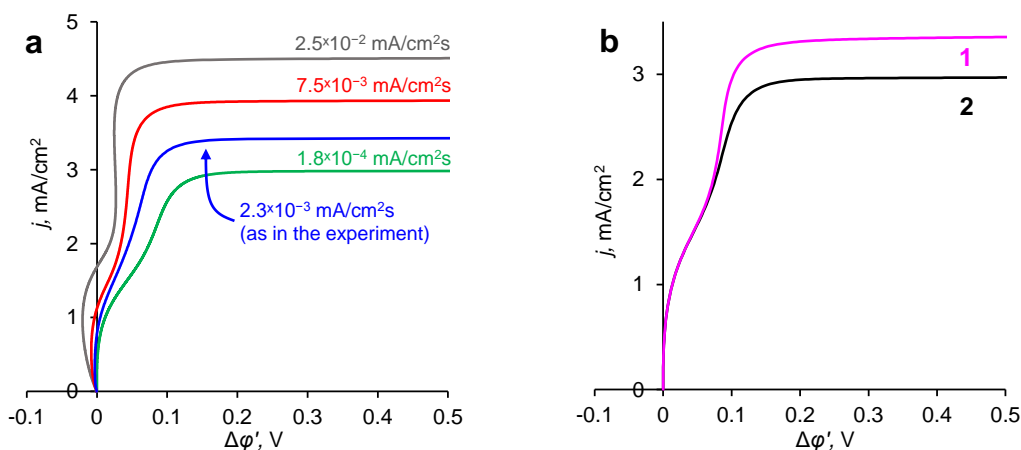 a
5
4
3
2
1
0
-0.1
0
0.1
0.2
0.3
0.4
0.5
j, mA/cm²
Δφ', V
2.5×10⁻² mA/cm²s
7.5×10⁻³ mA/cm²s
1.8×10⁻⁴ mA/cm²s
2.3×10⁻³ mA/cm²s
(as in the experiment)
b
3
2
1
0
-0.1
0
0.1
0.2
0.3
0.4
0.5
j, mA/cm²
Δφ', V
1
2